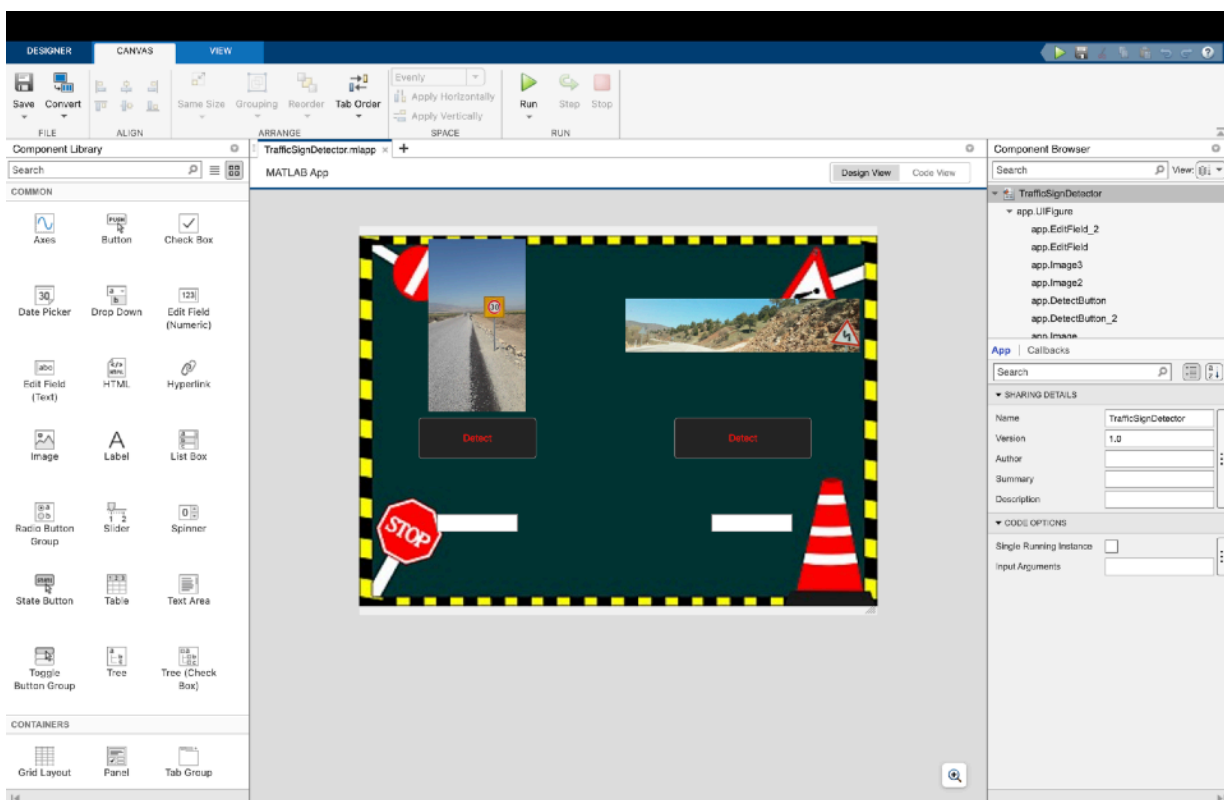 DESIGNER CANVAS VIEW
Save Convert Same Size Grouping Reorder Tab Order Evenly Apply Horizontally Apply Vertically Run Step Stop
FILE ALIGN ARRANGE SPACE RUN
Component Library
Search
COMMON
Axes Button Check Box
Date Picker Drop Down Edit Field (Numeric)
Edit Field (Text) HTML Hyperlink
Image Label List Box
Radio Button Group Slider Spinner
State Button Table Text Area
Toggle Button Group Tree Tree (Check Box)
CONTAINERS
Grid Layout Panel Tab Group
TrafficSignDetector.mlapp × +
MATLAB App Design View Code View
30
Detect Detect
STOP
Component Browser
Search View:
TrafficSignDetector
app.UIFigure
app.EditField_2
app.EditField
app.Image3
app.Image2
app.DetectButton
app.DetectButton_2
app.Image
App | Callbacks
Search
SHARING DETAILS
Name TrafficSignDetector
Version 1.0
Author
Summary
Description
CODE OPTIONS
Single Running Instance
Input Arguments